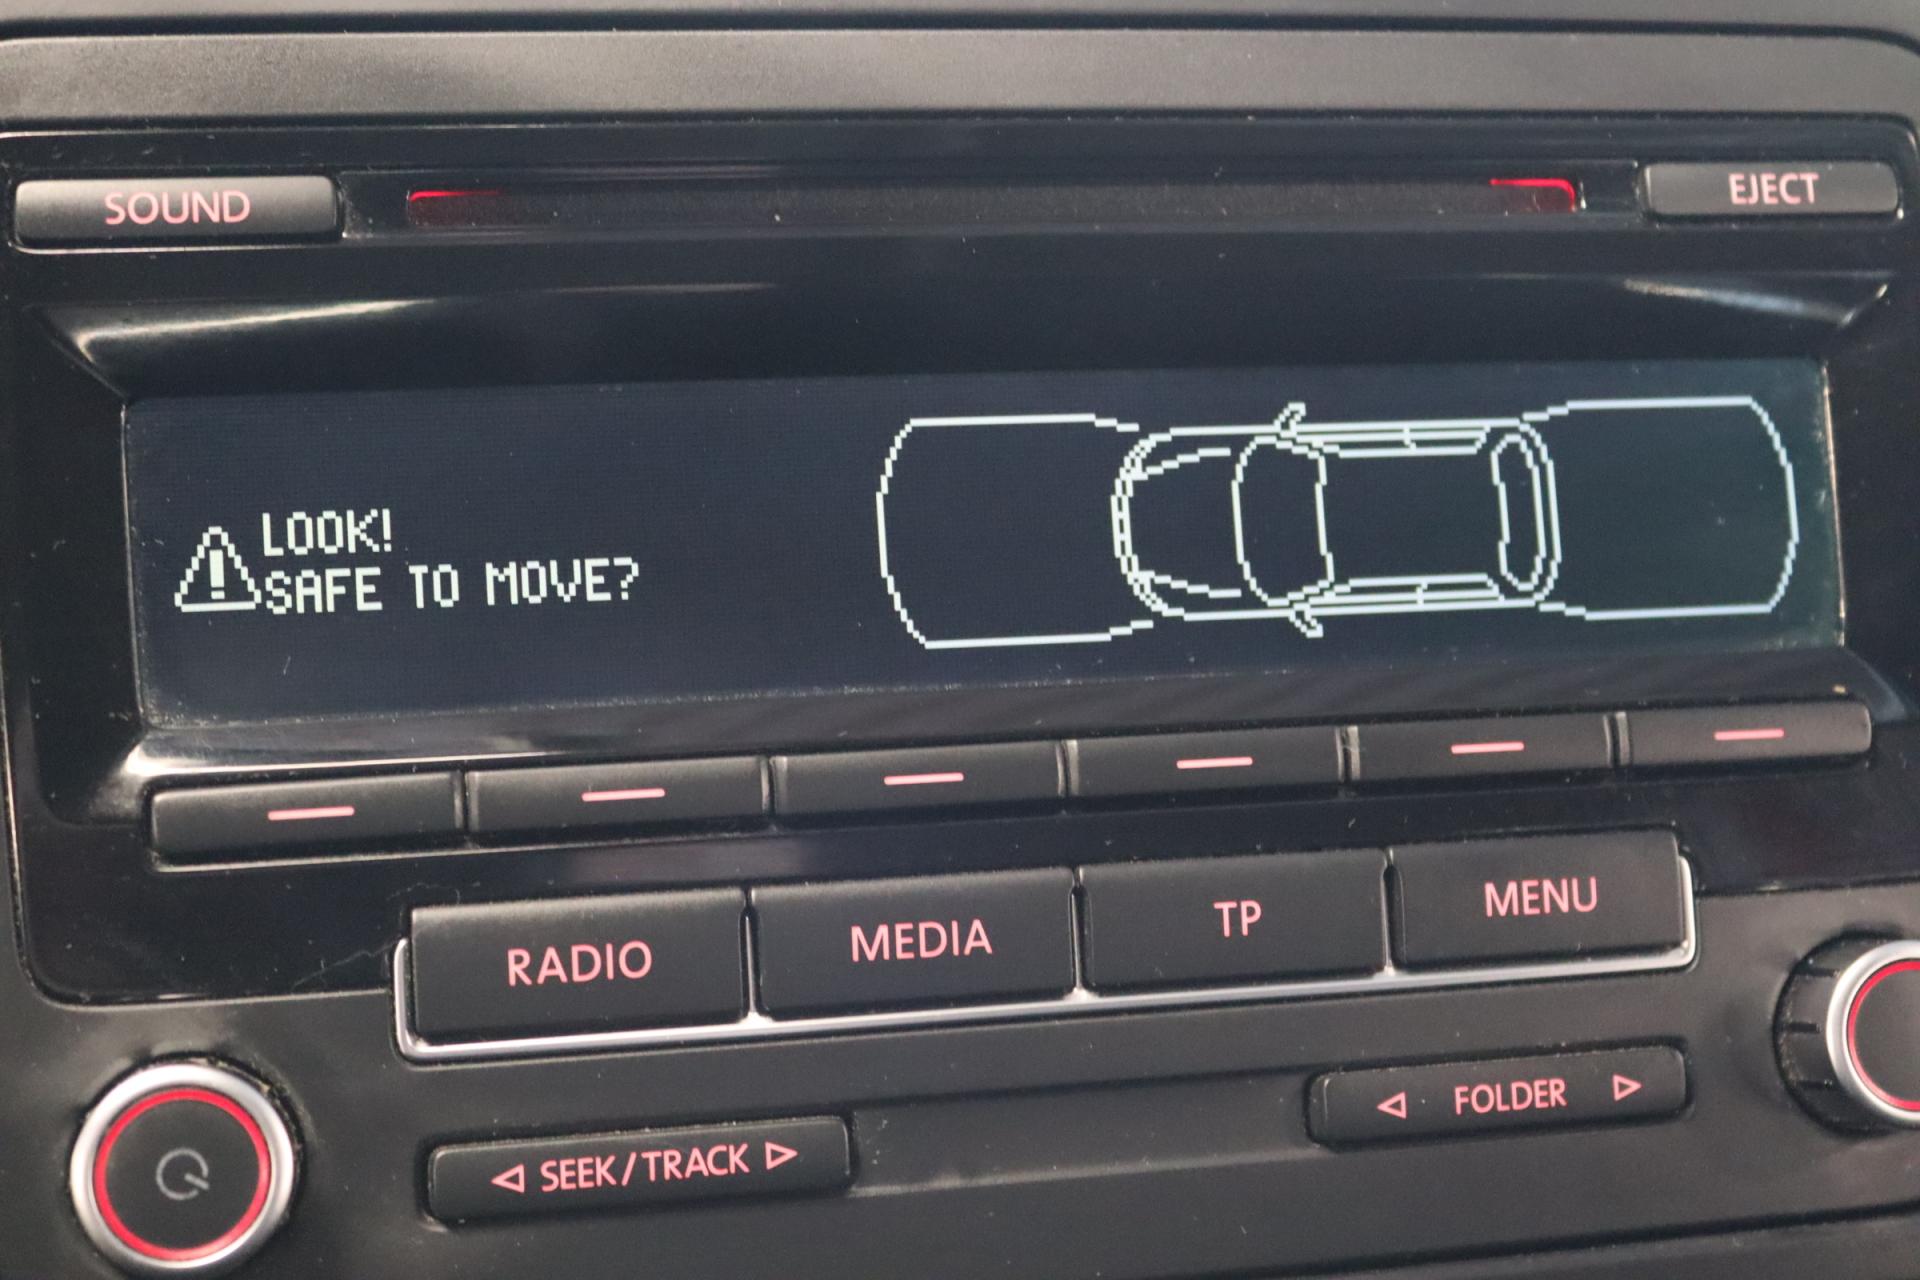 SOUND
EJECT
LOOK!
SAFE TO MOVE?
RADIO
MEDIA
TP
MENU
SEEK/TRACK
FOLDER